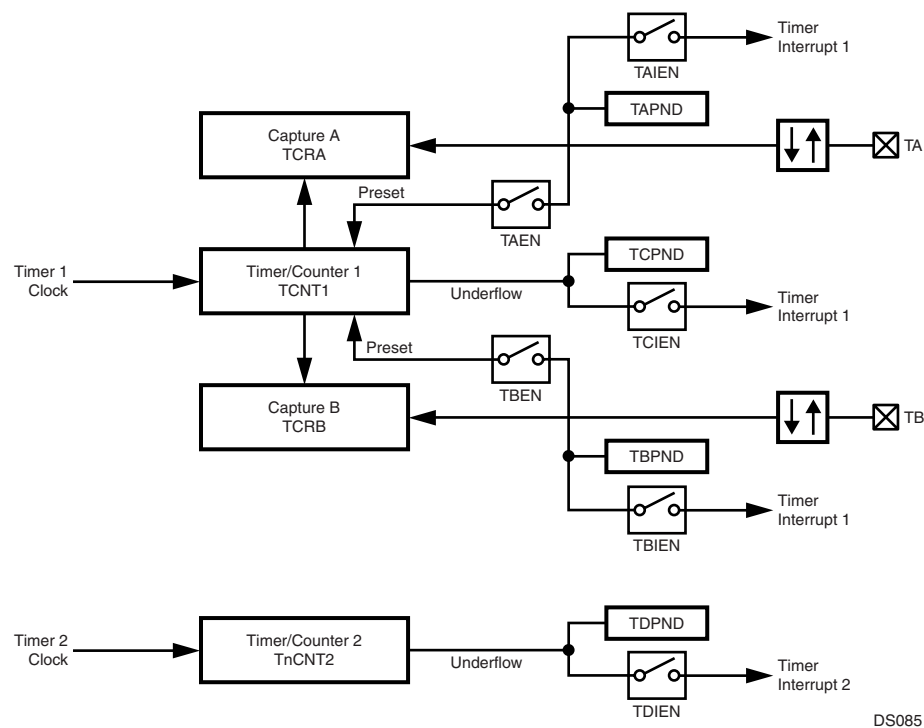 Timer
Interrupt 1
TAIEN
TAPND
Capture A
TCRA
TA
Preset
TAEN
Timer 1
Clock
Timer/Counter 1
TCNT1
Underflow
TCPND
Timer
Interrupt 1
TCIEN
Preset
TBEN
Capture B
TCRB
TB
TBPND
Timer
Interrupt 1
TBIEN
Timer 2
Clock
Timer/Counter 2
TnCNT2
Underflow
TDPND
Timer
Interrupt 2
TDIEN
DS085